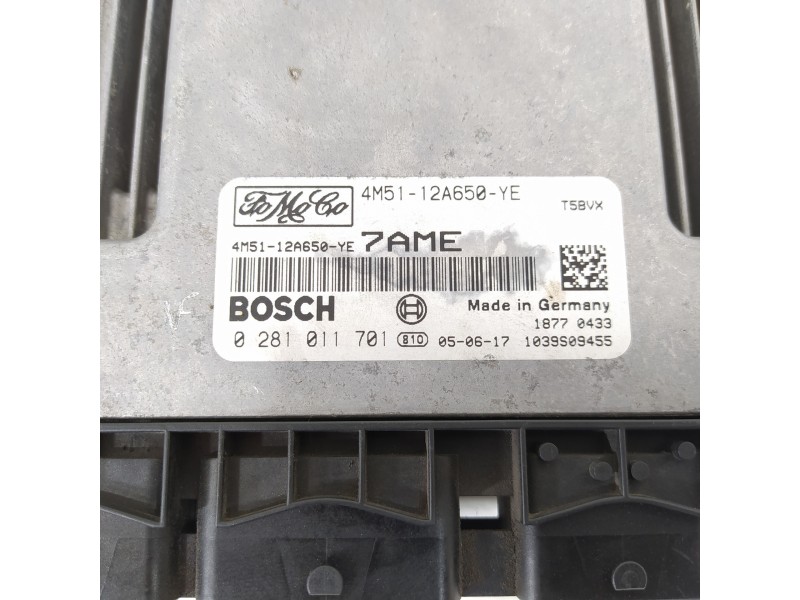 FoMoCo
4M51-12A650-YE
T5BVX
4M51-12A650-YE 7AME
BOSCH
Made in Germany
1877 0433
0 281 011 701 810 05-06-17 1039S09455